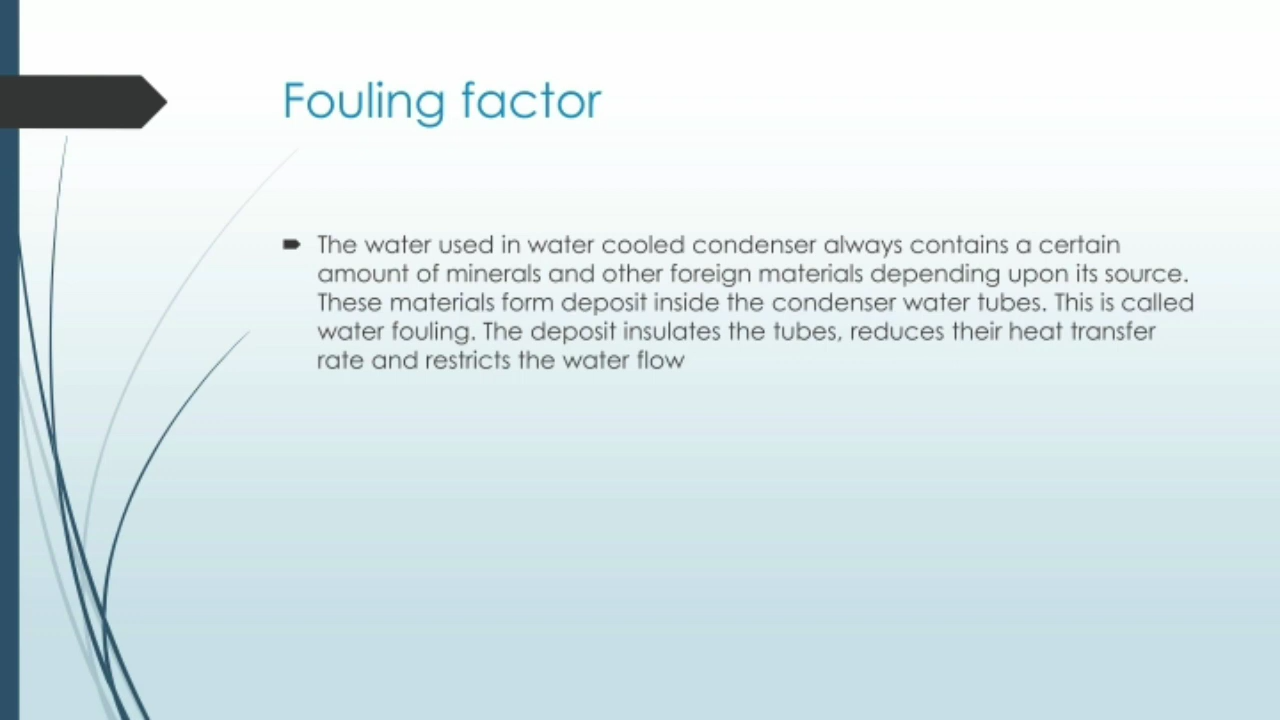 Fouling factor
The water used in water cooled condenser always contains a certain
amount of minerals and other foreign materials depending upon its source.
These materials form deposit inside the condenser water tubes. This is called
water fouling. The deposit insulates the tubes, reduces their heat transfer
rate and restricts the water flow